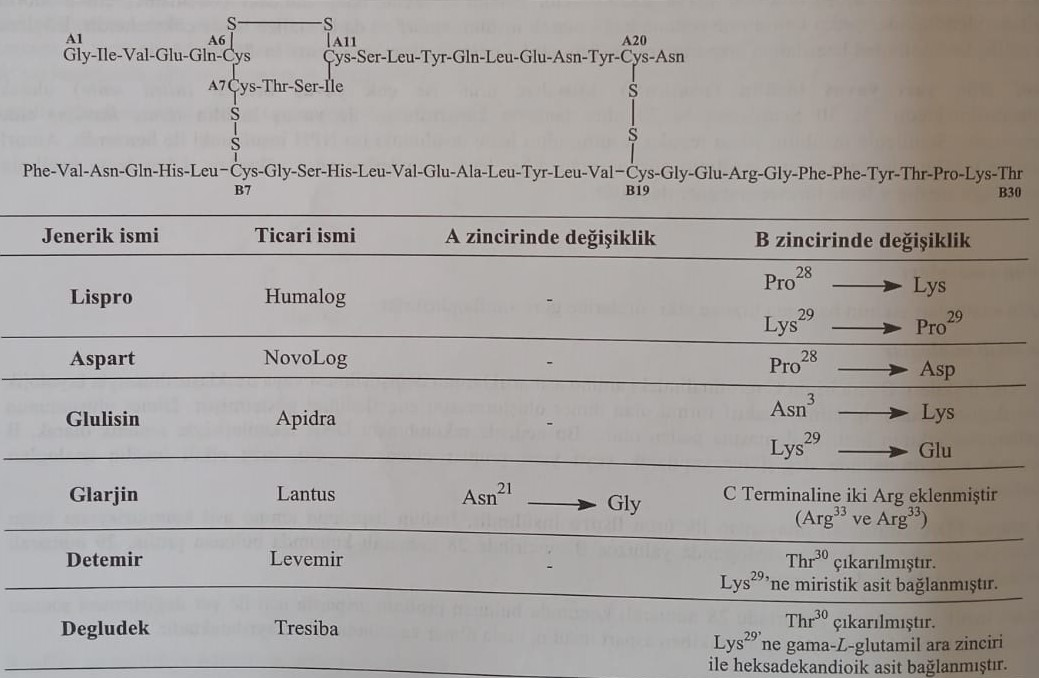 S S
A1 A6 A11 A20
Gly-Ile-Val-Glu-Gln-Cys Cys-Ser-Leu-Tyr-Gln-Leu-Glu-Asn-Tyr-Cys-Asn
A7 Cys-Thr-Ser-Ile S
S
S S
Phe-Val-Asn-Gln-His-Leu-Cys-Gly-Ser-His-Leu-Val-Glu-Ala-Leu-Tyr-Leu-Val-Cys-Gly-Glu-Arg-Gly-Phe-Phe-Tyr-Thr-Pro-Lys-Thr
B7 B19 B30
Jenerik ismi Ticari ismi A zincirinde değişiklik B zincirinde değişiklik
Lispro Humalog - Pro28 → Lys
Lys29 → Pro29
Aspart NovoLog - Pro28 → Asp
Glulisin Apidra - Asn3 → Lys
Lys29 → Glu
Glarjin Lantus Asn21 → Gly C Terminaline iki Arg eklenmiştir
(Arg33 ve Arg33)
Detemir Levemir - Thr30 çıkarılmıştır.
Lys29'ne miristik asit bağlanmıştır.
Degludek Tresiba Thr30 çıkarılmıştır.
Lys29'ne gama-L-glutamil ara zinciri
ile heksadekandioik asit bağlanmıştır.